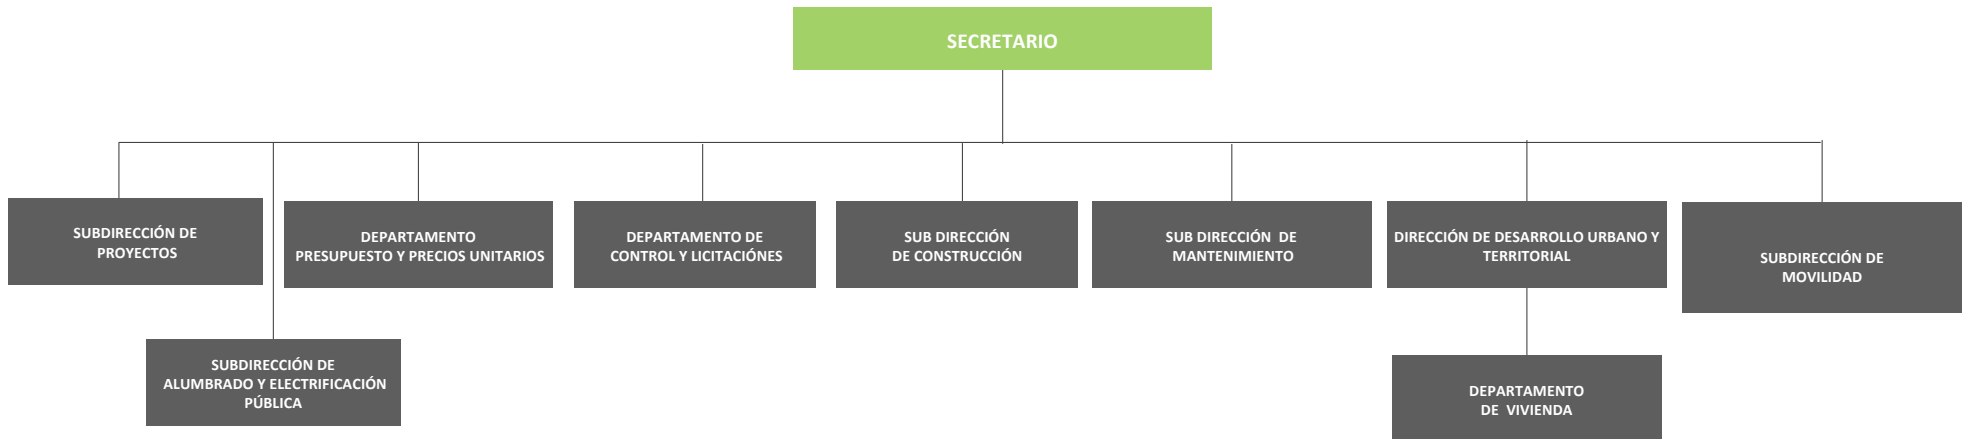 SECRETARIO
SUBDIRECCIÓN DE
PROYECTOS
DEPARTAMENTO
PRESUPUESTO Y PRECIOS UNITARIOS
DEPARTAMENTO DE
CONTROL Y LICITACIÓNES
SUB DIRECCIÓN
DE CONSTRUCCIÓN
SUB DIRECCIÓN DE
MANTENIMIENTO
DIRECCIÓN DE DESARROLLO URBANO Y
TERRITORIAL
SUBDIRECCIÓN DE
MOVILIDAD
SUBDIRECCIÓN DE
ALUMBRADO Y ELECTRIFICACIÓN
PÚBLICA
DEPARTAMENTO
DE VIVIENDA